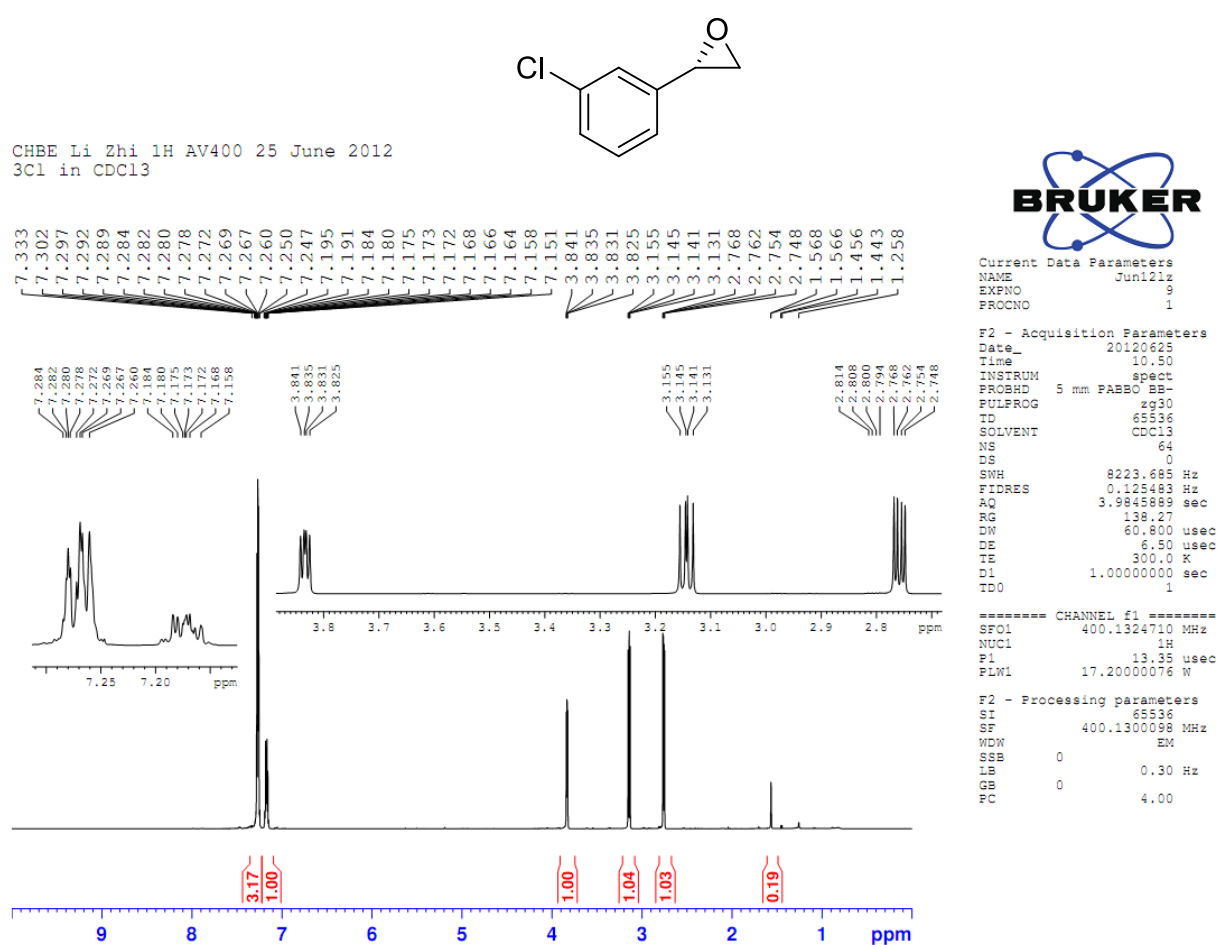 O
Cl
CHBE Li Zhi 1H AV400 25 June 2012
3Cl in CDCl3
BRUKER
7.333
7.302
7.297
7.292
7.289
7.284
7.282
7.280
7.278
7.272
7.269
7.267
7.260
7.250
7.247
7.195
7.191
7.184
7.180
7.175
7.173
7.172
7.168
7.166
7.164
7.158
7.151
3.841
3.835
3.831
3.825
3.155
3.145
3.141
3.131
2.768
2.762
2.754
2.748
1.568
1.566
1.456
1.443
1.258
7.284
7.282
7.280
7.278
7.272
7.269
7.267
7.260
7.184
7.180
7.175
7.173
7.172
7.168
7.158
3.841
3.835
3.831
3.825
3.155
3.145
3.141
3.131
2.814
2.808
2.800
2.794
2.768
2.762
2.754
2.748
7.25 7.20 ppm
3.8 3.7 3.6 3.5 3.4 3.3 3.2 3.1 3.0 2.9 2.8 ppm
3.17
1.00
1.00
1.04
1.03
0.19
9 8 7 6 5 4 3 2 1 ppm
Current Data Parameters
NAME Jun12lz
EXPNO 9
PROCNO 1
F2 - Acquisition Parameters
Date_ 20120625
Time 10.50
INSTRUM spect
PROBHD 5 mm PABBO BB-
PULPROG zg30
TD 65536
SOLVENT CDCl3
NS 64
DS 0
SWH 8223.685 Hz
FIDRES 0.125483 Hz
AQ 3.9845889 sec
RG 138.27
DW 60.800 usec
DE 6.50 usec
TE 300.0 K
D1 1.00000000 sec
TD0 1
======== CHANNEL f1 ========
SFO1 400.1324710 MHz
NUC1 1H
P1 13.35 usec
PLW1 17.20000076 W
F2 - Processing parameters
SI 65536
SF 400.1300098 MHz
WDW EM
SSB 0
LB 0.30 Hz
GB 0
PC 4.00